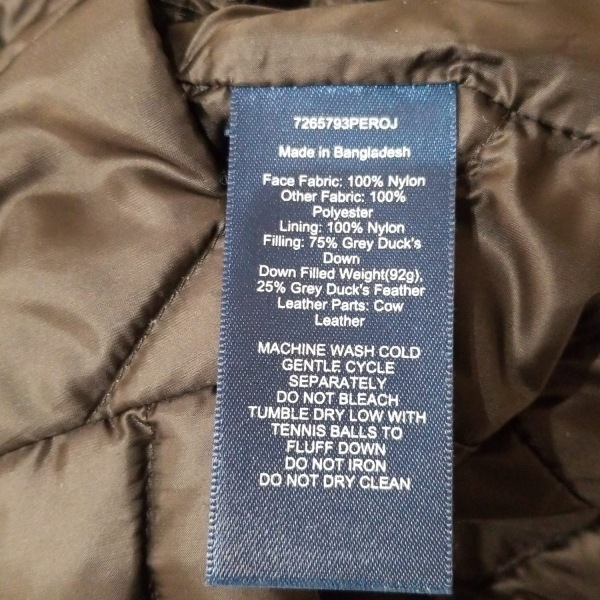 7265793PEROJ
Made in Bangladesh
Face Fabric: 100% Nylon
Other Fabric: 100%
Polyester
Lining: 100% Nylon
Filling: 75% Grey Duck's
Down
Down Filled Weight(92g),
25% Grey Duck's Feather
Leather Parts: Cow
Leather
MACHINE WASH COLD
GENTLE CYCLE
SEPARATELY
DO NOT BLEACH
TUMBLE DRY LOW WITH
TENNIS BALLS TO
FLUFF DOWN
DO NOT IRON
DO NOT DRY CLEAN